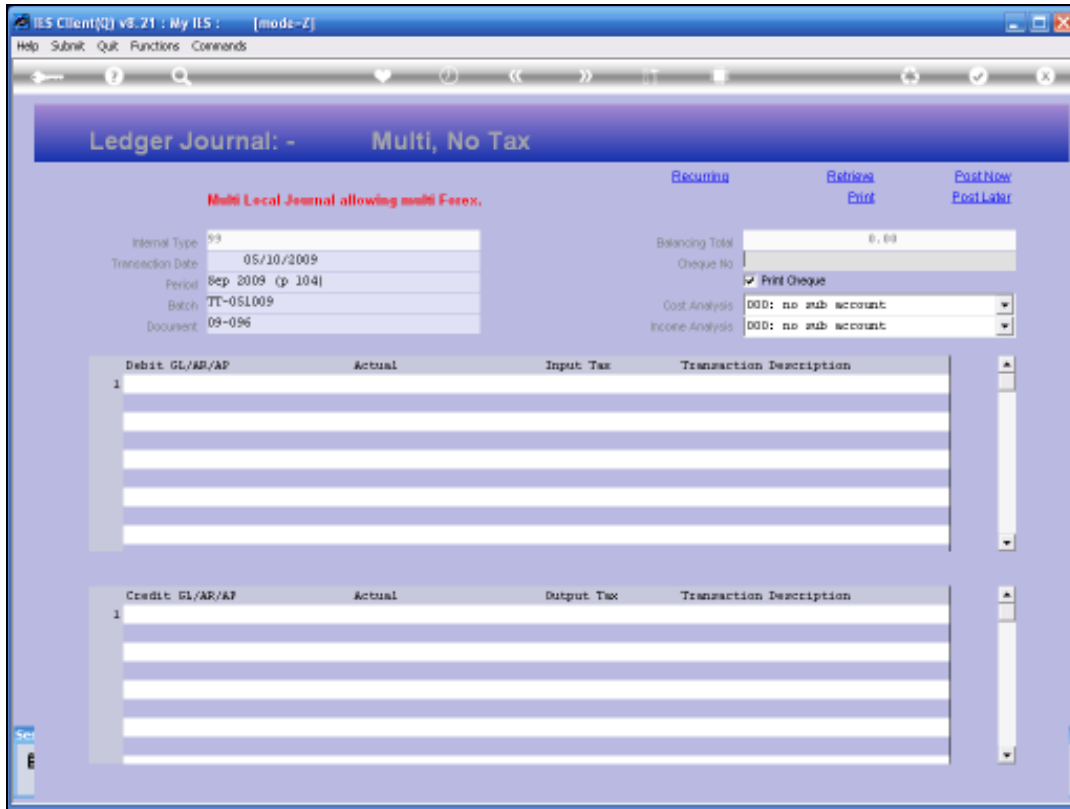 IES Client(Q) v8.21 : My IES : [mode-Z]
Help Submit Quit Functions Commands
Ledger Journal: - Multi, No Tax
Recurring Retrieve Post Now
Multi Local Journal allowing multi Forex. Print Post Later
Internal Type 99 Balancing Total 0.00
Transaction Date 05/10/2009 Cheque No
Period Sep 2009 (p 104) Print Cheque
Batch TT-051009 Cost Analysis 000: no sub account
Document 09-096 Income Analysis 000: no sub account
Debit GL/AR/AP Actual Input Tax Transaction Description
1
Credit GL/AR/AP Actual Output Tax Transaction Description
1